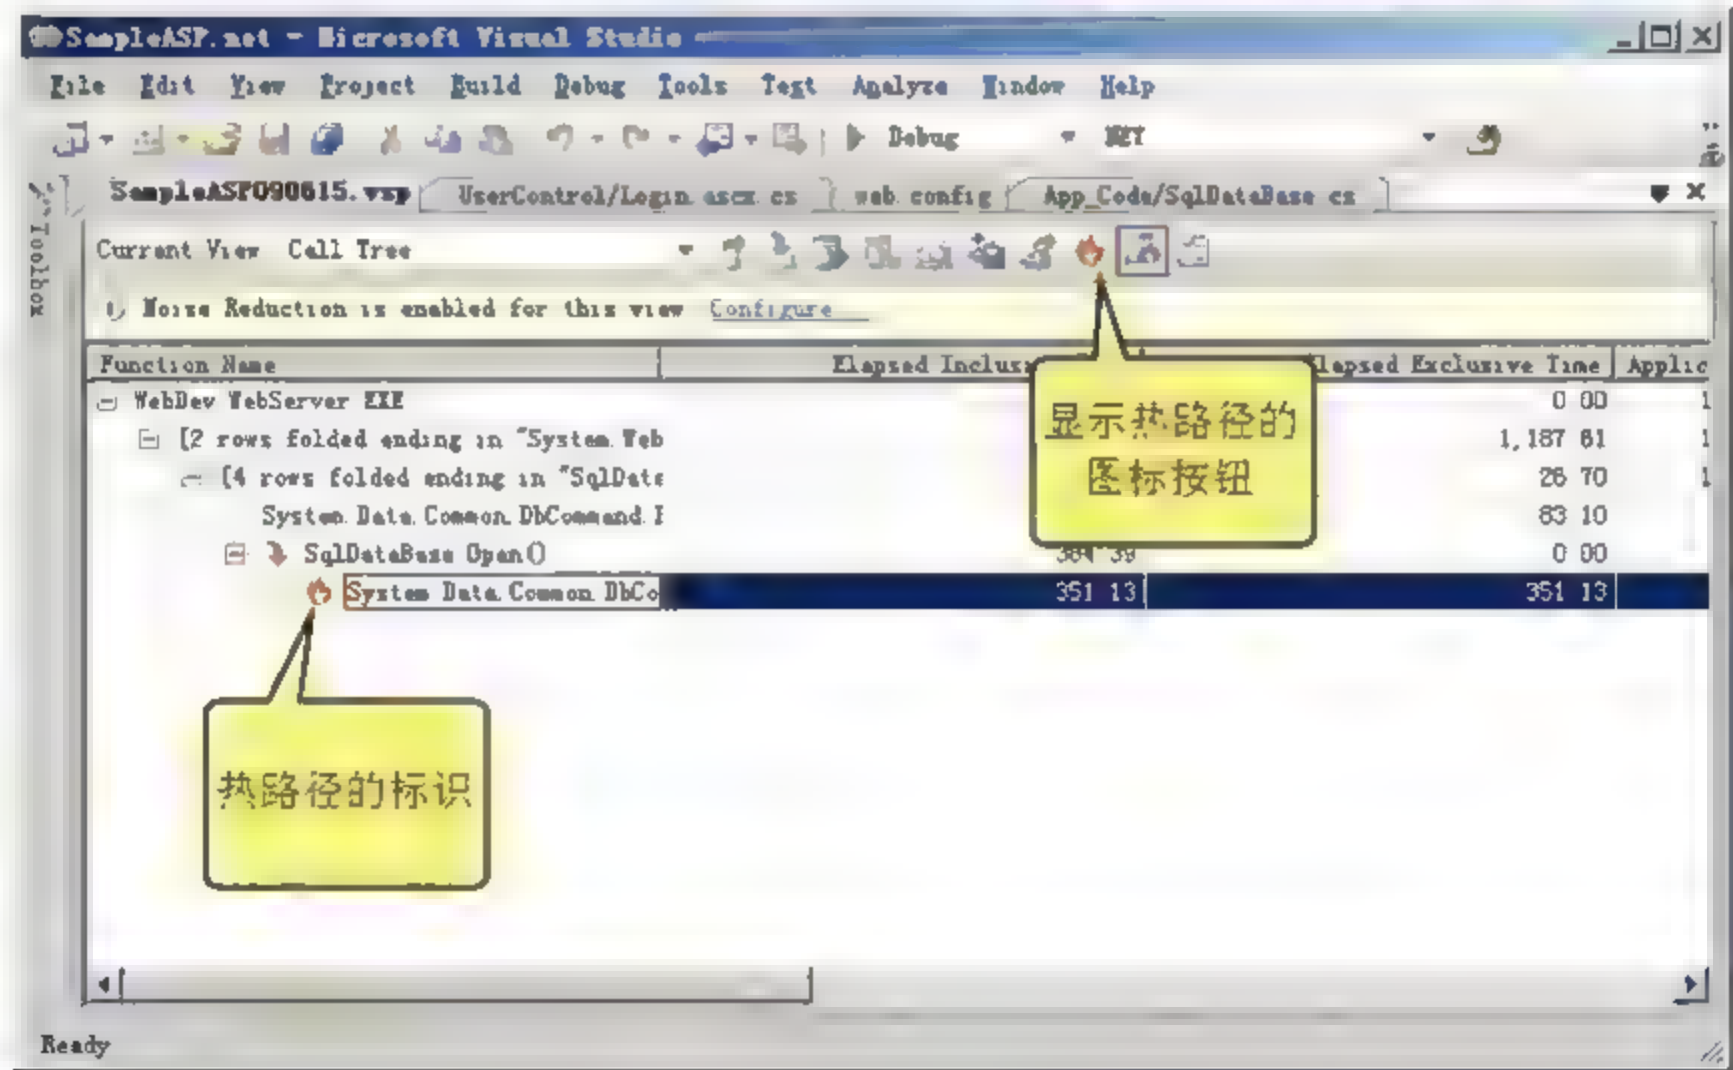 SampleASP.net - Microsoft Visual Studio
File Edit View Project Build Debug Tools Test Analyze Window Help
Debug .NET
SampleASP090615.vsp UserControl/Login.ascx.cs web.config App_Code/SqlDataBase.cs
Toolbox
Current View Call Tree
Noise Reduction is enabled for this view Configure
Function Name Elapsed Inclus Elapsed Exclusive Time Applic
WebDev.WebServer.EXE 0.00 1
[2 rows folded ending in "System.Web 1,187.61 1
[4 rows folded ending in "SqlData 26.70 1
System.Data.Common.DbCommand. 83.10
SqlDataBase.Open() 0.00
System.Data.Common.DbCo 351.13 351.13
显示热路径的
图标按钮
热路径的标识
Ready